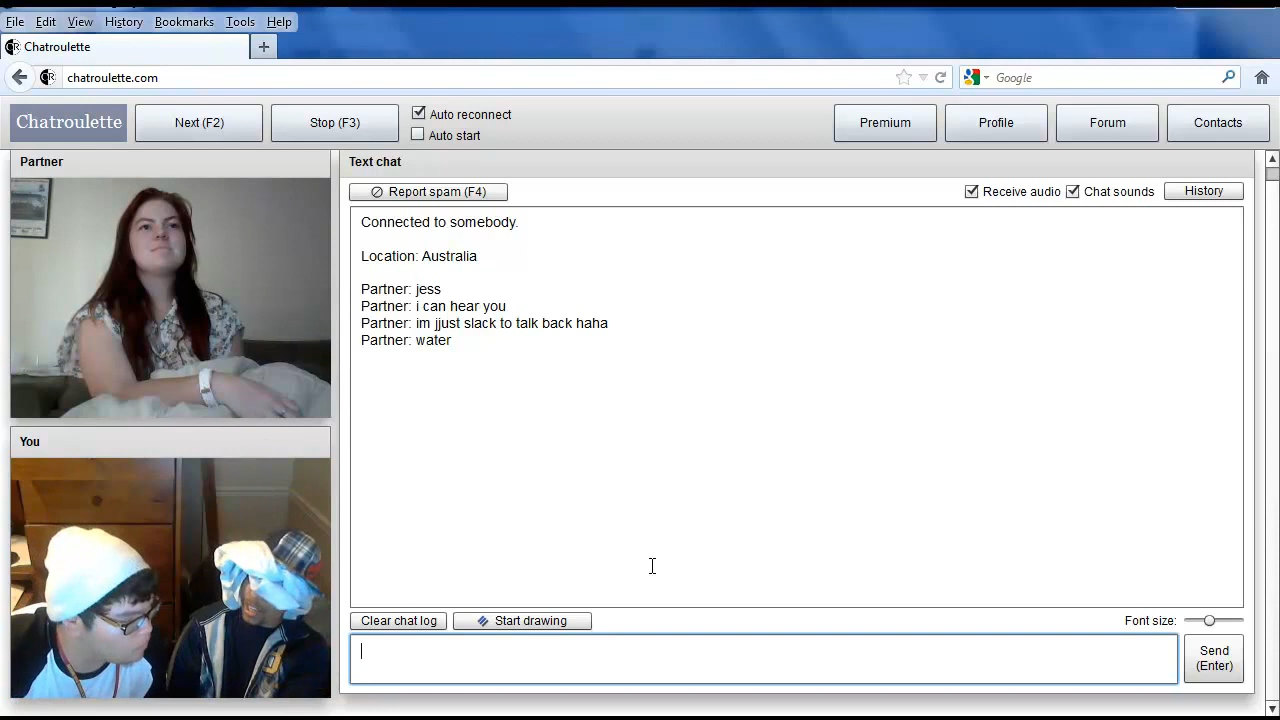 File Edit View History Bookmarks Tools Help
Chatroulette
chatroulette.com
Google
Chatroulette
Next (F2)
Stop (F3)
Auto reconnect
Auto start
Premium
Profile
Forum
Contacts
Partner
Text chat
Report spam (F4)
Receive audio
Chat sounds
History
Connected to somebody.
Location: Australia
Partner: jess
Partner: i can hear you
Partner: im jjust slack to talk back haha
Partner: water
You
Clear chat log
Start drawing
Font size:
Send
(Enter)